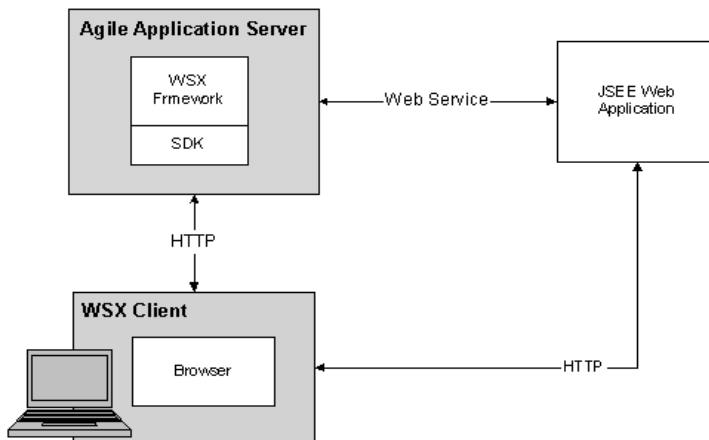 Agile Application Server
WSX
Frmework
SDK
Web Service
JSEE Web
Application
HTTP
WSX Client
Browser
HTTP